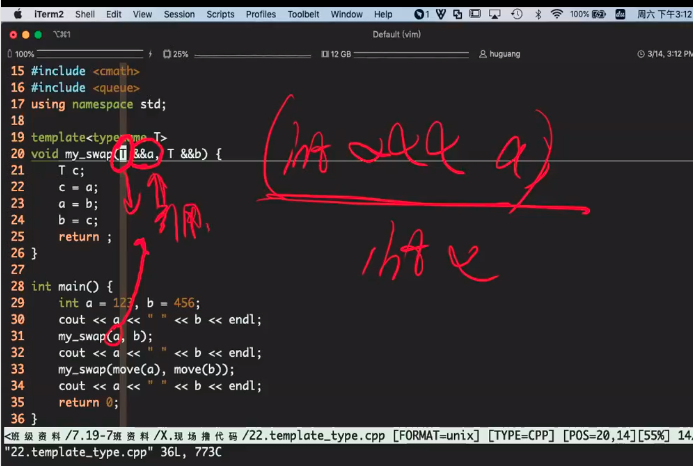 iTerm2 Shell Edit View Session Scripts Profiles Toolbelt Window Help 1 100% 周六 下午3:12
⌥⌘1 Default (vim)
100% 25% 12 GB huguang 3/14, 3:12 PM
15 #include <cmath>
16 #include <queue>
17 using namespace std;
18
19 template<typename T>
20 void my_swap(T &&a, T &&b) {
21 T c;
22 c = a;
23 a = b;
24 b = c;
25 return ;
26 }
27
28 int main() {
29 int a = 123, b = 456;
30 cout << a << " " << b << endl;
31 my_swap(a, b);
32 cout << a << " " << b << endl;
33 my_swap(move(a), move(b));
34 cout << a << " " << b << endl;
35 return 0;
36 }
(int &&& a)
int &
引用
<班级资料/7.19-7班资料/X.现场撸代码/22.template_type.cpp [FORMAT=unix] [TYPE=CPP] [POS=20,14][55%] 14
"22.template_type.cpp" 36L, 773C